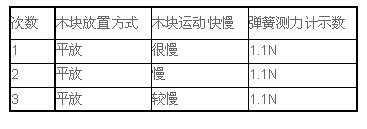 次数 木块放置方式 木块运动快慢 弹簧测力计示数
1 平放 很慢 1.1N
2 平放 慢 1.1N
3 平放 较慢 1.1N